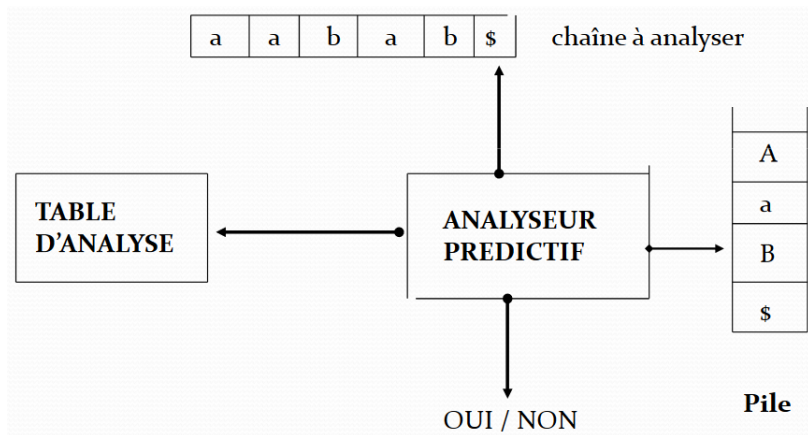 a a b a b $ chaîne à analyser
A
a
B
$
TABLE
D'ANALYSE
ANALYSEUR
PREDICTIF
OUI / NON
Pile